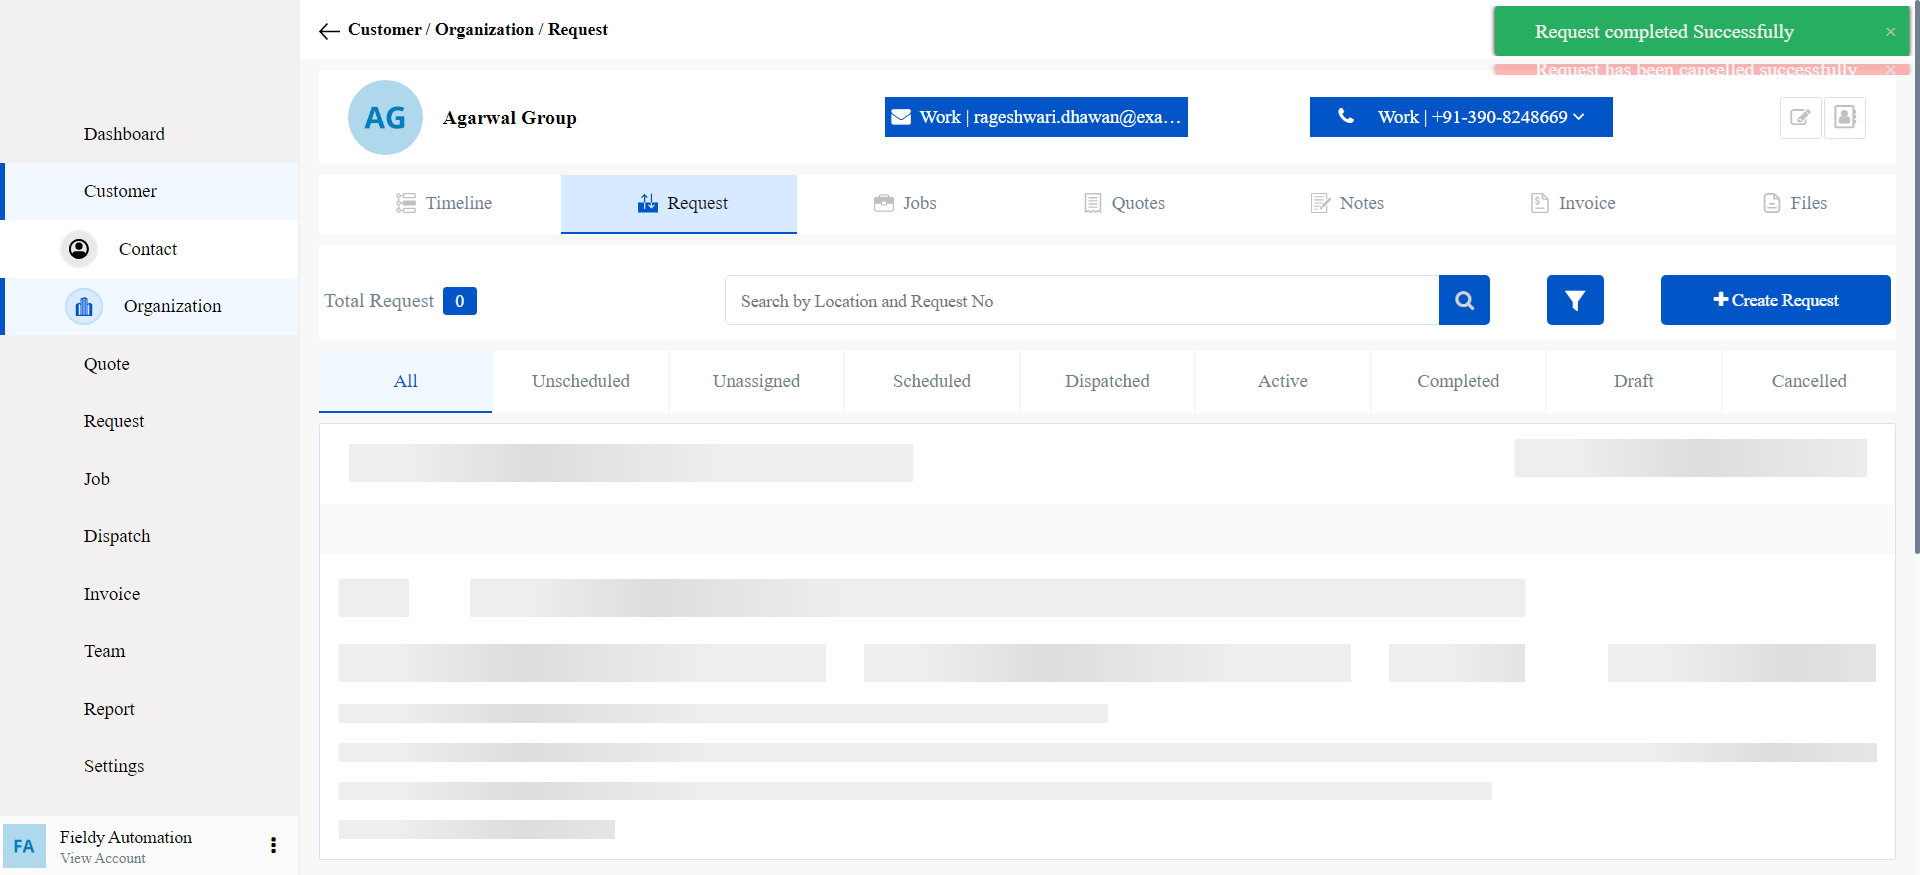 Customer / Organization / Request
Request completed Successfully
Request has been cancelled successfully
AG
Agarwal Group
Work | rageshwari.dhawan@exa...
Work | +91-390-8248669
Timeline
Request
Jobs
Quotes
Notes
Invoice
Files
Total Request 0
Search by Location and Request No
Create Request
All
Unscheduled
Unassigned
Scheduled
Dispatched
Active
Completed
Draft
Cancelled
Dashboard
Customer
Contact
Organization
Quote
Request
Job
Dispatch
Invoice
Team
Report
Settings
FA
Fieldy Automation
View Account